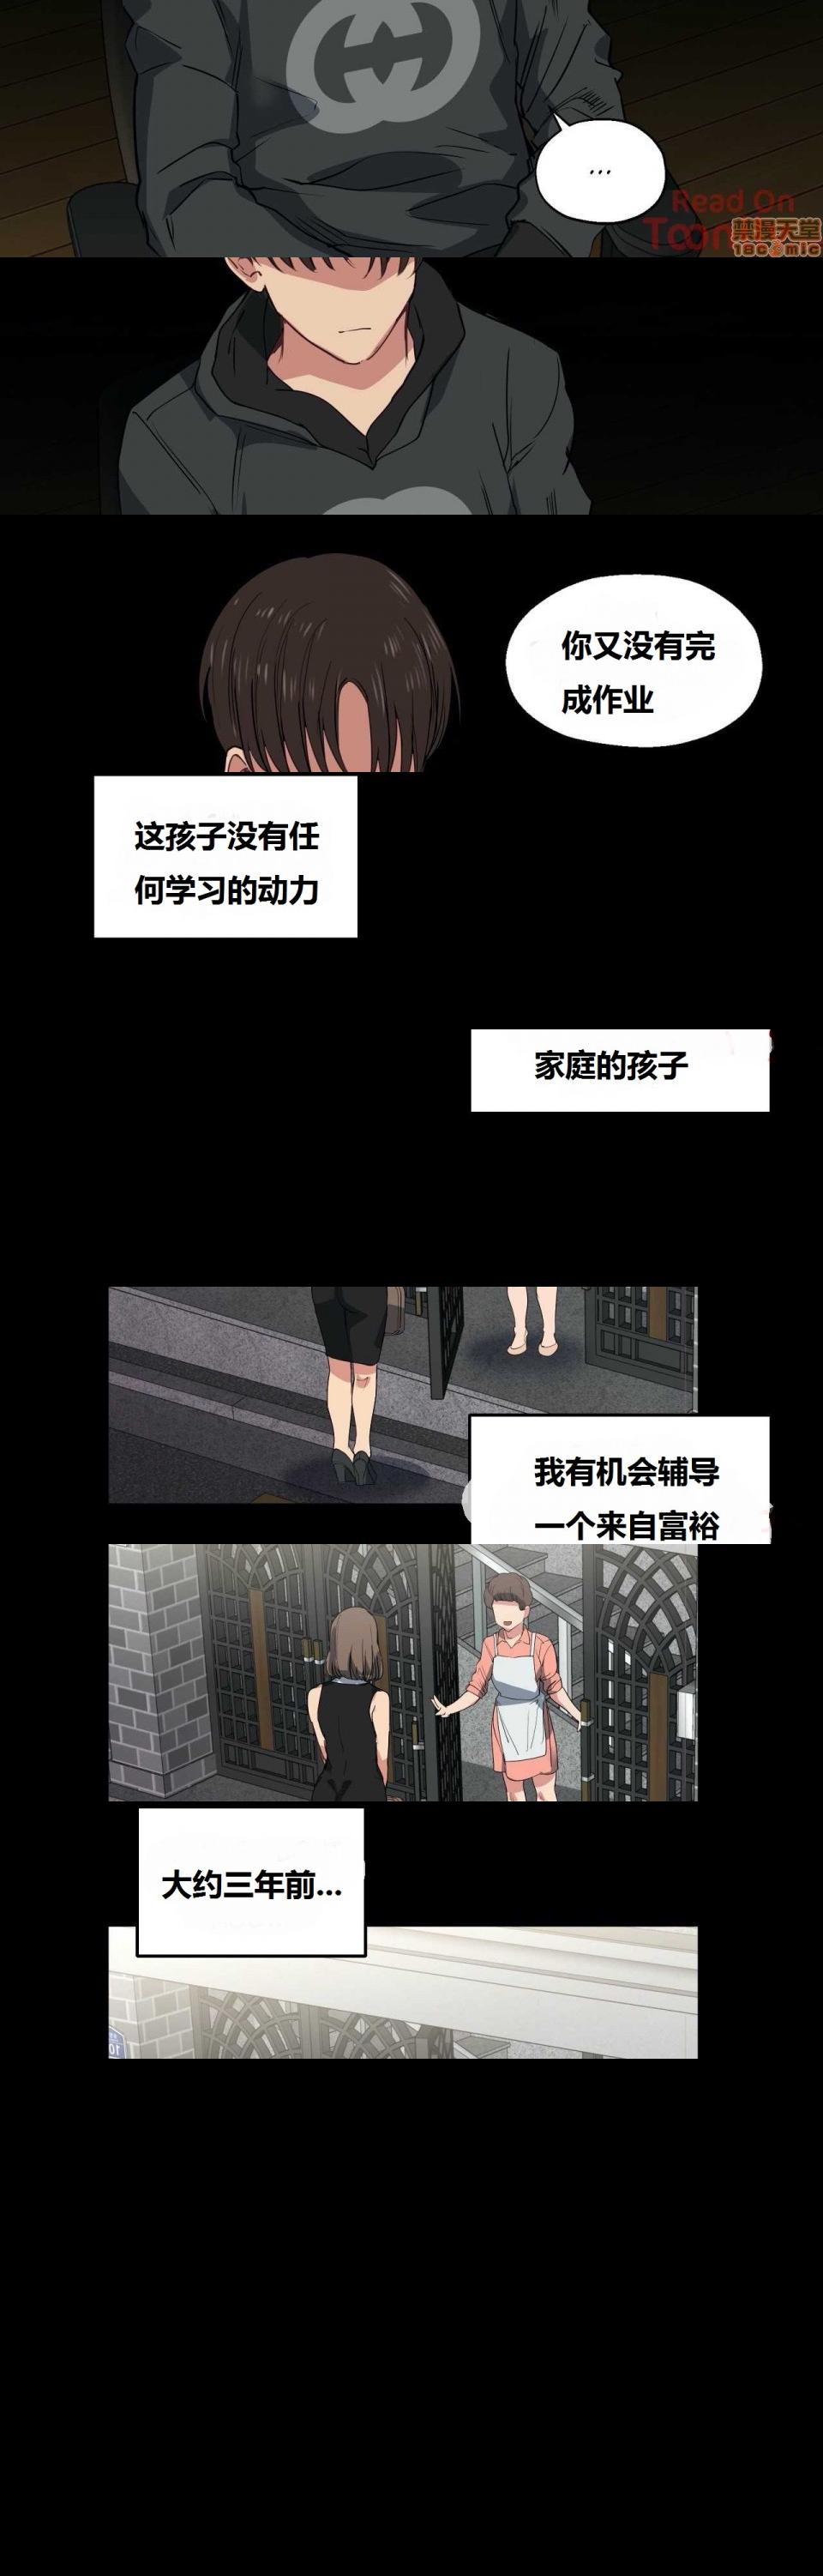 ...
Read On
Toon
禁漫天堂
18comic
你又没有完
成作业
这孩子没有任
何学习的动力
家庭的孩子
我有机会辅导
一个来自富裕
大约三年前...